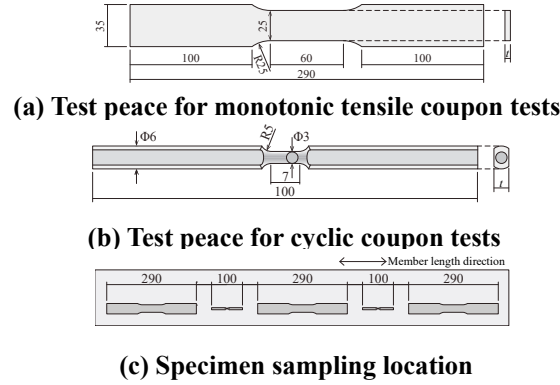 35
25
t
100
R25
60
100
290
(a) Test peace for monotonic tensile coupon tests
Φ6
R5
Φ3
7
t
100
(b) Test peace for cyclic coupon tests
Member length direction
290
100
290
100
290
(c) Specimen sampling location